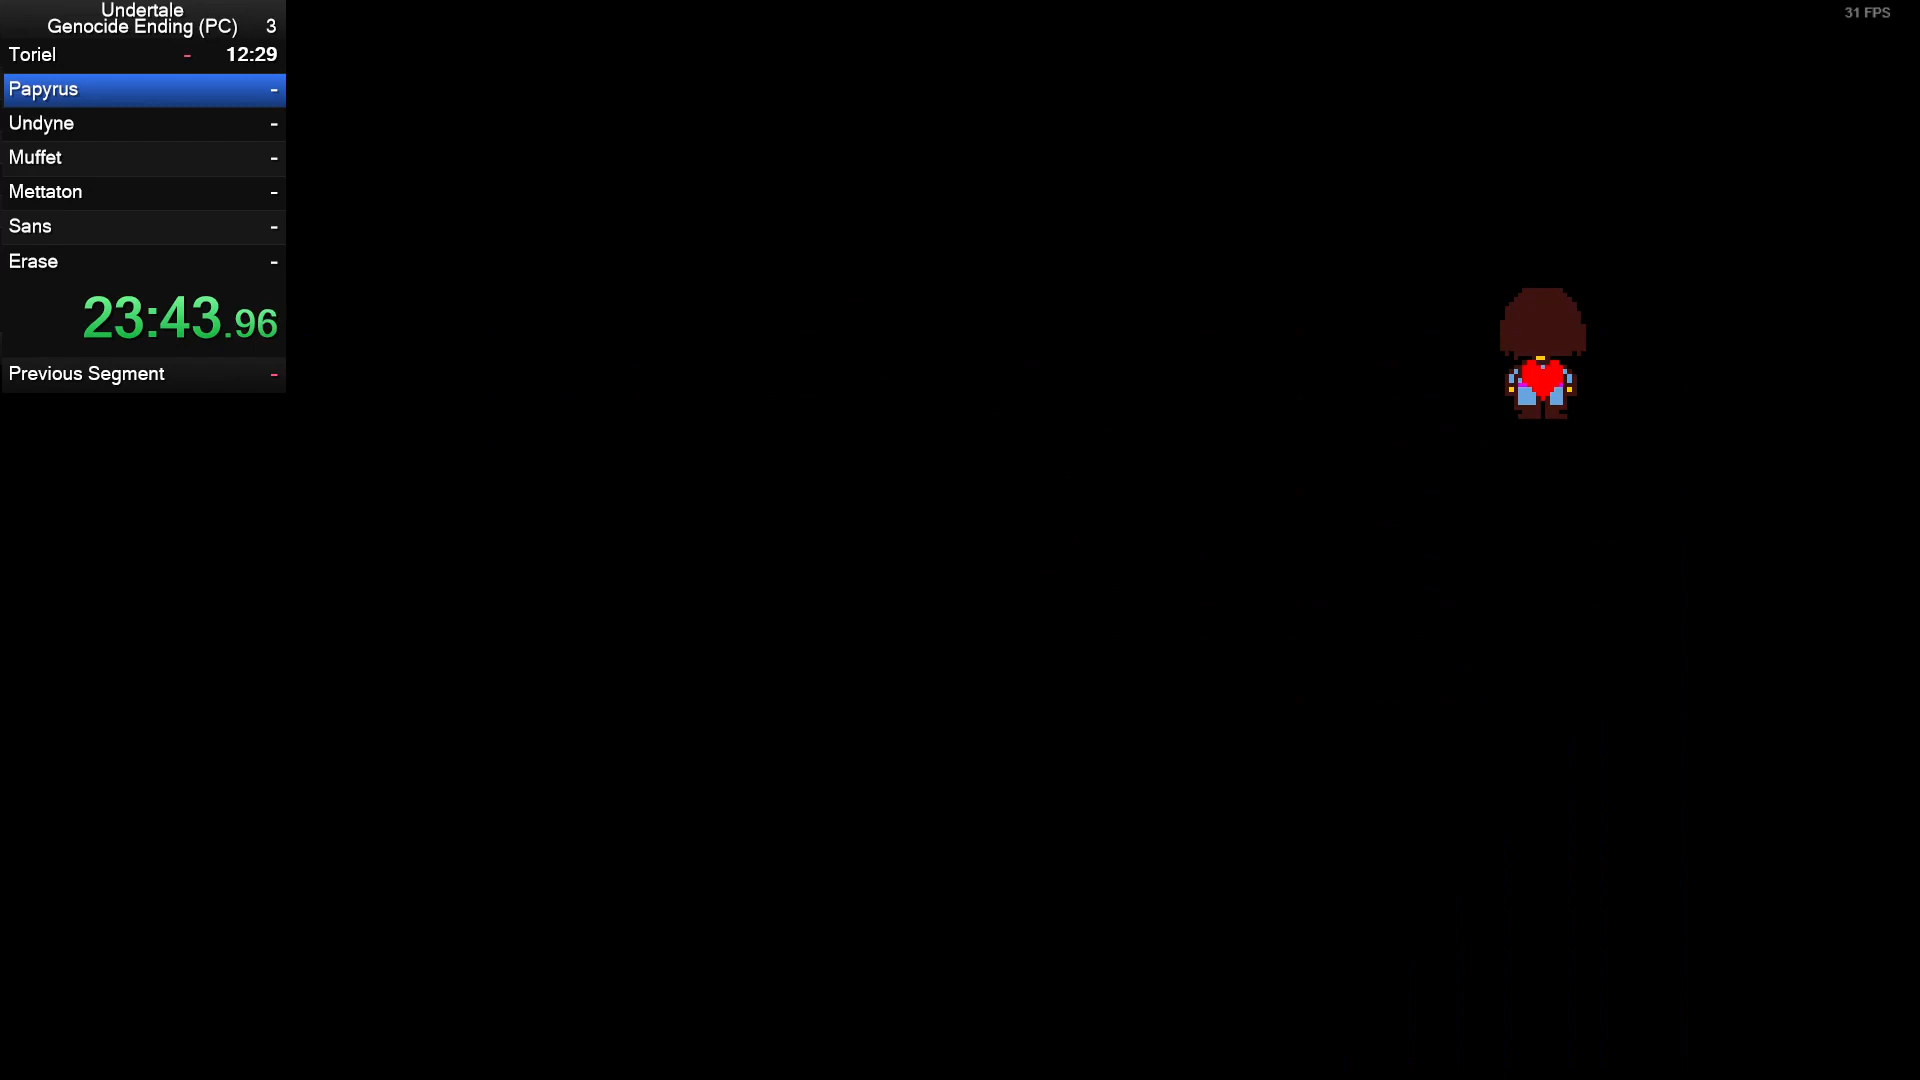 Undertale
Genocide Ending (PC) 3
Toriel - 12:29
Papyrus -
Undyne -
Muffet -
Mettaton -
Sans -
Erase -
23:43.96
Previous Segment -
31 FPS